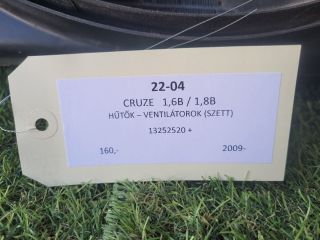 22-04
CRUZE 1,6B / 1,8B
HŰTŐK – VENTILÁTOROK (SZETT)
13252520 +
160,- 2009-